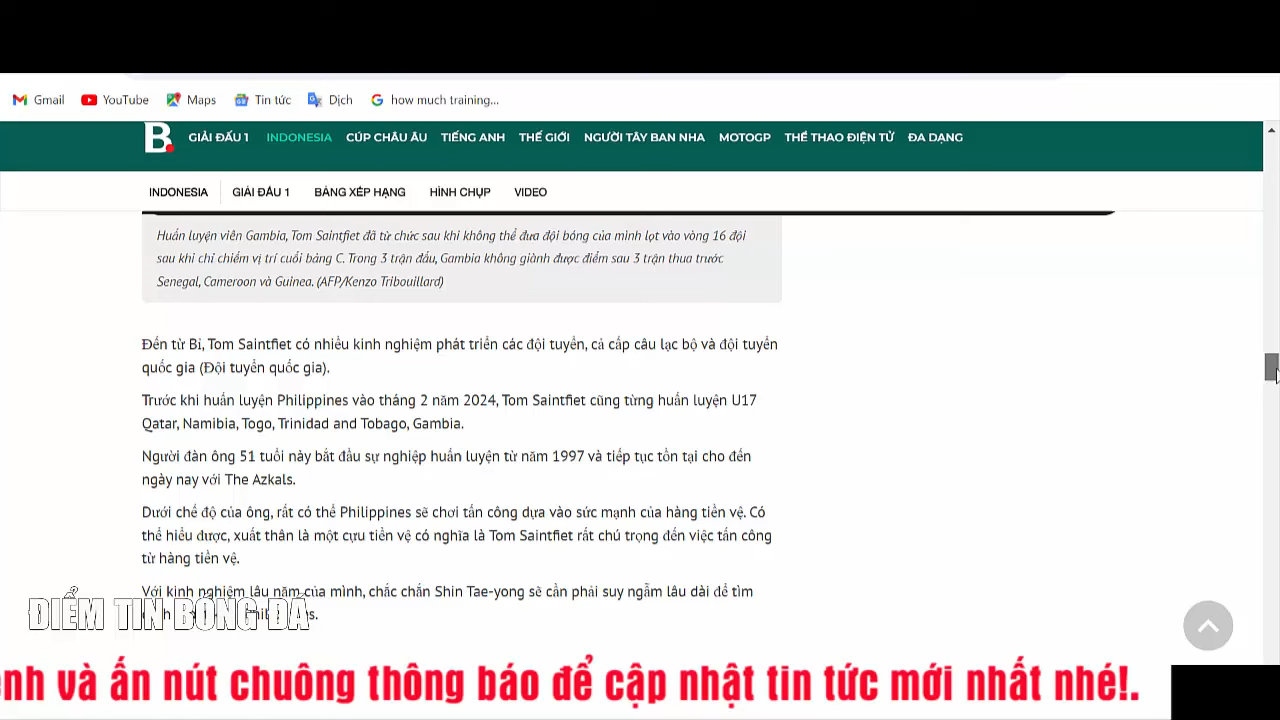 Gmail YouTube Maps Tin tức Dịch how much training...
B GIẢI ĐẤU 1 INDONESIA CÚP CHÂU ÂU TIẾNG ANH THẾ GIỚI NGƯỜI TÂY BAN NHA MOTOGP THỂ THAO ĐIỆN TỬ ĐA DẠNG
INDONESIA GIẢI ĐẤU 1 BẢNG XẾP HẠNG HÌNH CHỤP VIDEO
Huấn luyện viên Gambia, Tom Saintfiet đã từ chức sau khi không thể đưa đội bóng của mình lọt vào vòng 16 đội
sau khi chỉ chiếm vị trí cuối bảng C. Trong 3 trận đấu, Gambia không giành được điểm sau 3 trận thua trước
Senegal, Cameroon và Guinea. (AFP/Kenzo Tribouillard)
Đến từ Bỉ, Tom Saintfiet có nhiều kinh nghiệm phát triển các đội tuyển, cả cấp câu lạc bộ và đội tuyển
quốc gia (Đội tuyển quốc gia).
Trước khi huấn luyện Philippines vào tháng 2 năm 2024, Tom Saintfiet cũng từng huấn luyện U17
Qatar, Namibia, Togo, Trinidad and Tobago, Gambia.
Người đàn ông 51 tuổi này bắt đầu sự nghiệp huấn luyện từ năm 1997 và tiếp tục tồn tại cho đến
ngày nay với The Azkals.
Dưới chế độ của ông, rất có thể Philippines sẽ chơi tấn công dựa vào sức mạnh của hàng tiền vệ. Có
thể hiểu được, xuất thân là một cựu tiền vệ có nghĩa là Tom Saintfiet rất chú trọng đến việc tấn công
từ hàng tiền vệ.
Với kinh nghiệm lâu năm của mình, chắc chắn Shin Tae-yong sẽ cần phải suy ngẫm lâu dài để tìm
ĐIỂM TIN BÓNG ĐÁ
và ấn nút chuông thông báo để cập nhật tin tức mới nhất nhé!.